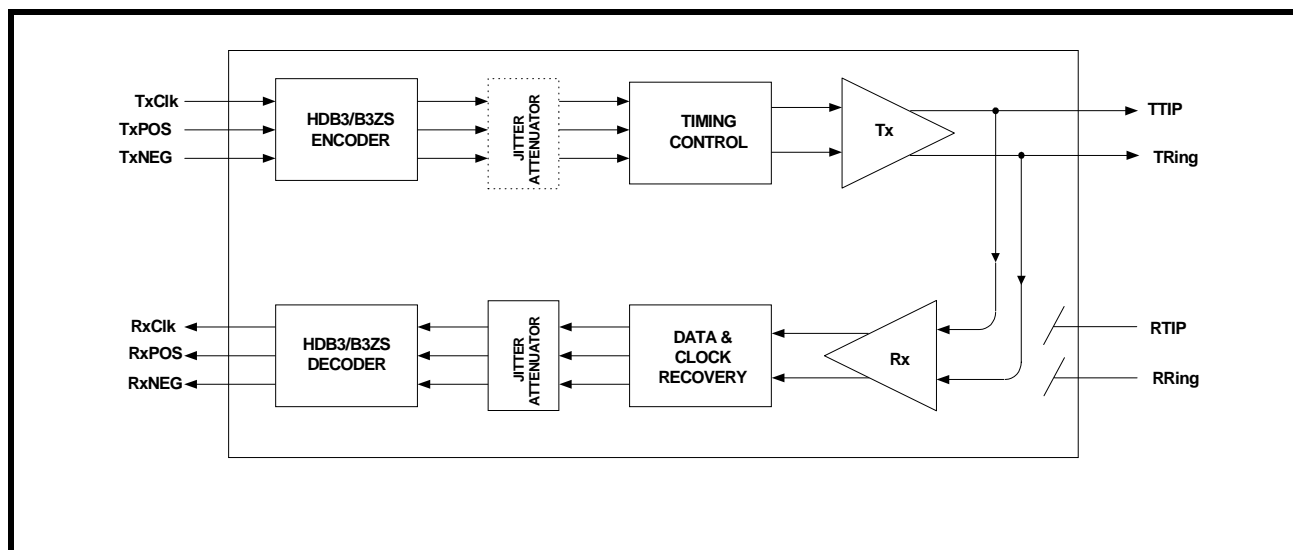 TxClk
TxPOS
TxNEG
HDB3/B3ZS
ENCODER
JITTER
ATTENUATOR
TIMING
CONTROL
Tx
TTIP
TRing
RxClk
RxPOS
RxNEG
HDB3/B3ZS
DECODER
JITTER
ATTENUATOR
DATA &
CLOCK
RECOVERY
Rx
RTIP
RRing